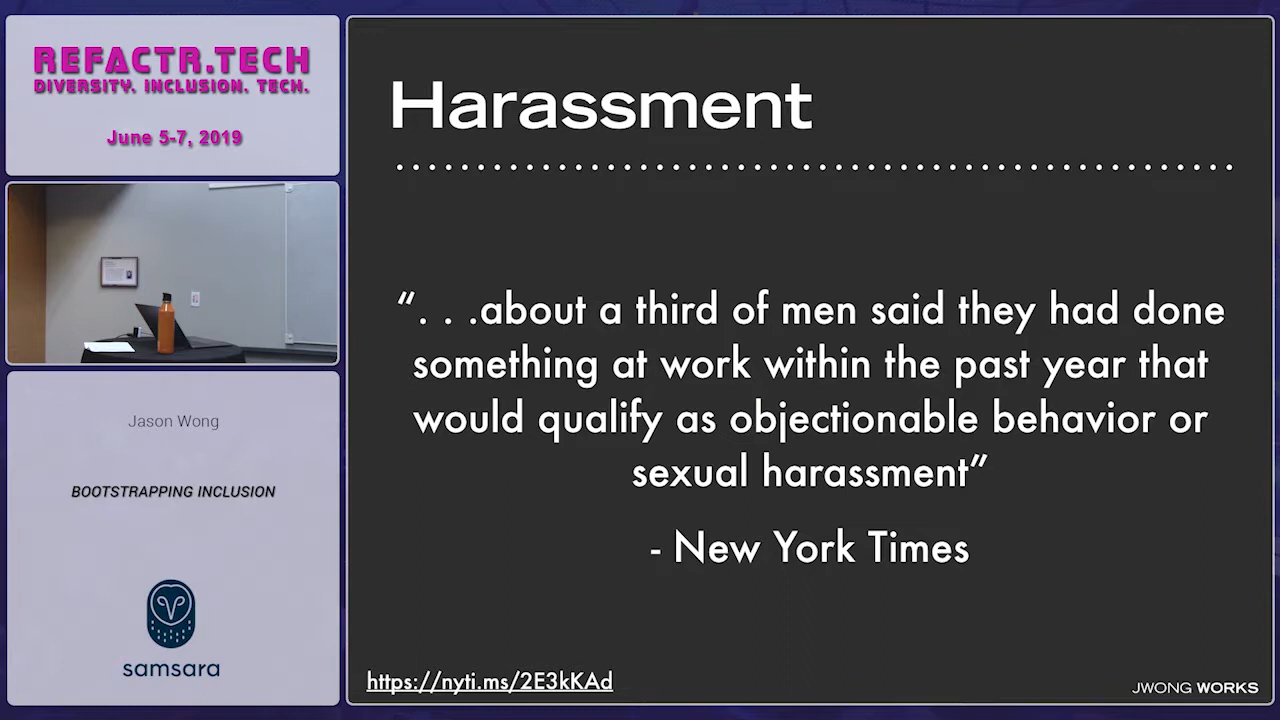 REFACTR.TECH
DIVERSITY. INCLUSION. TECH.
June 5-7, 2019
Jason Wong
BOOTSTRAPPING INCLUSION
samsara
Harassment
“. . .about a third of men said they had done
something at work within the past year that
would qualify as objectionable behavior or
sexual harassment”
- New York Times
https://nyti.ms/2E3kKAd
JWONG WORKS